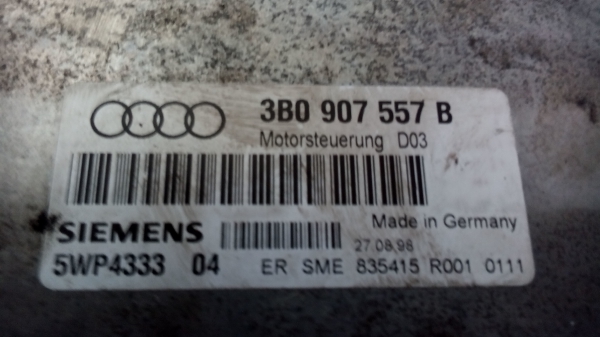 3B0 907 557 B
Motorsteuerung D03
Made in Germany
SIEMENS
27.08.98
5WP4333 04 ER SME 835415 R001 0111